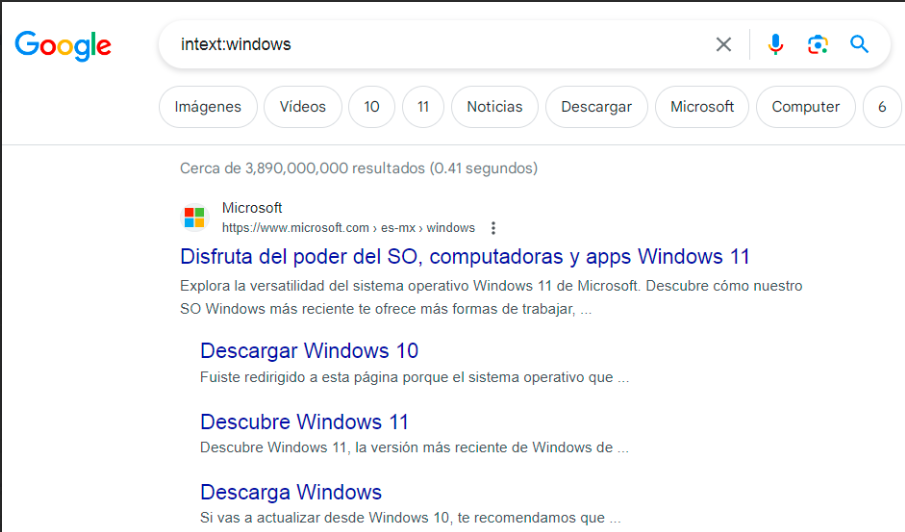 Google
intext:windows
Imágenes Videos 10 11 Noticias Descargar Microsoft Computer 6
Cerca de 3,890,000,000 resultados (0.41 segundos)
Microsoft
https://www.microsoft.com › es-mx › windows
Disfruta del poder del SO, computadoras y apps Windows 11
Explora la versatilidad del sistema operativo Windows 11 de Microsoft. Descubre cómo nuestro
SO Windows más reciente te ofrece más formas de trabajar, ...
Descargar Windows 10
Fuiste redirigido a esta página porque el sistema operativo que ...
Descubre Windows 11
Descubre Windows 11, la versión más reciente de Windows de ...
Descarga Windows
Si vas a actualizar desde Windows 10, te recomendamos que ...